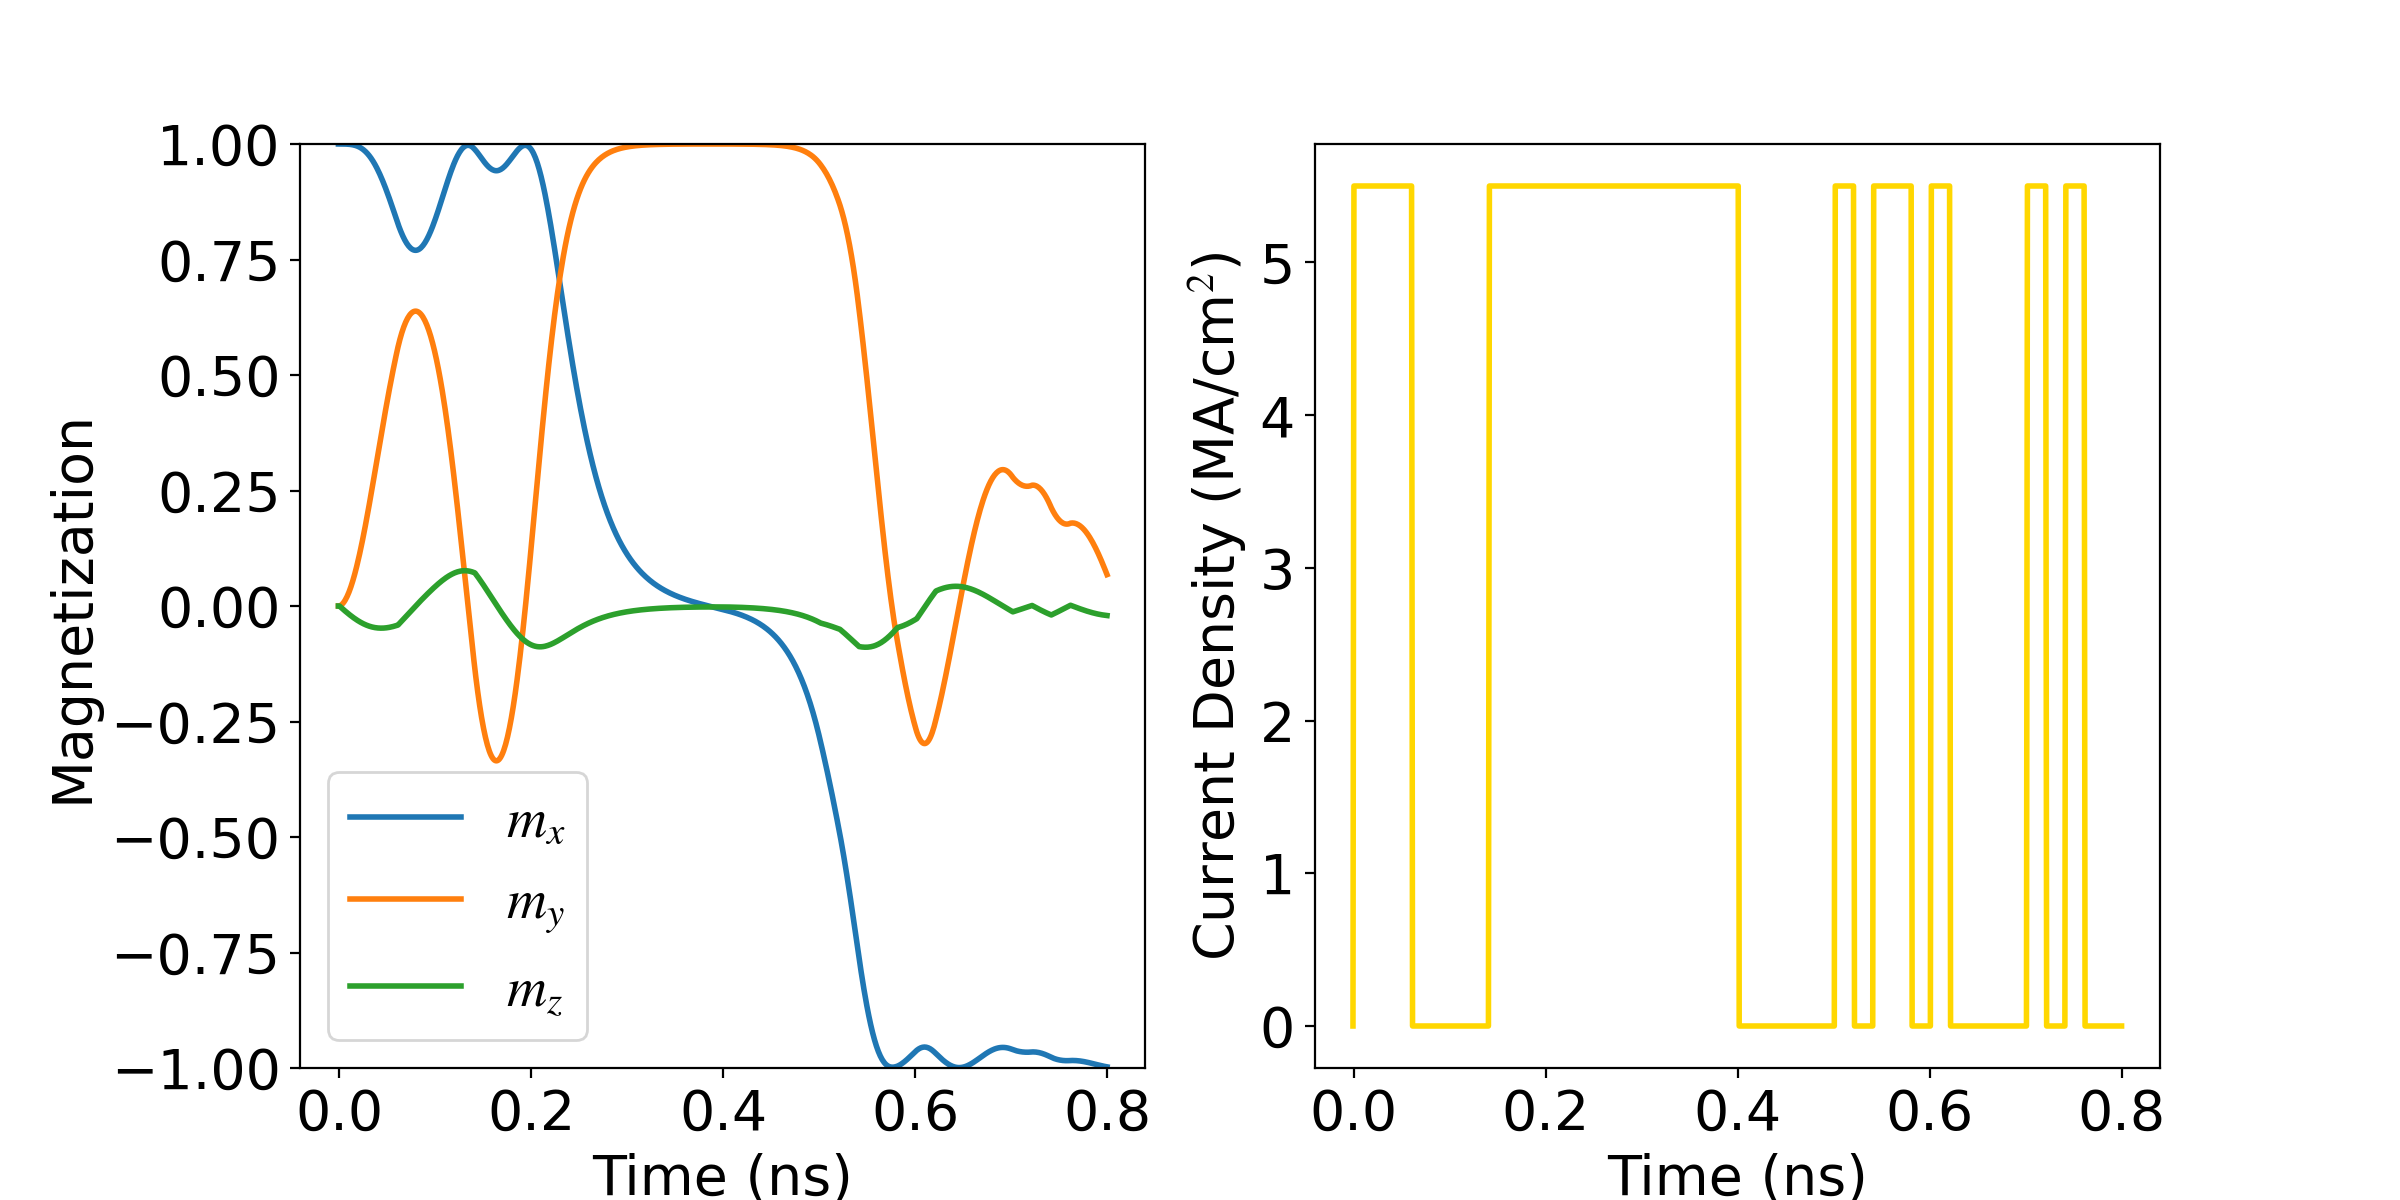 1.00
0.75
0.50
0.25
0.00
−0.25
−0.50
−0.75
−1.00
Magnetization
m_x
m_y
m_z
0.0 0.2 0.4 0.6 0.8
Time (ns)
5
4
3
2
1
0
Current Density (MA/cm²)
0.0 0.2 0.4 0.6 0.8
Time (ns)